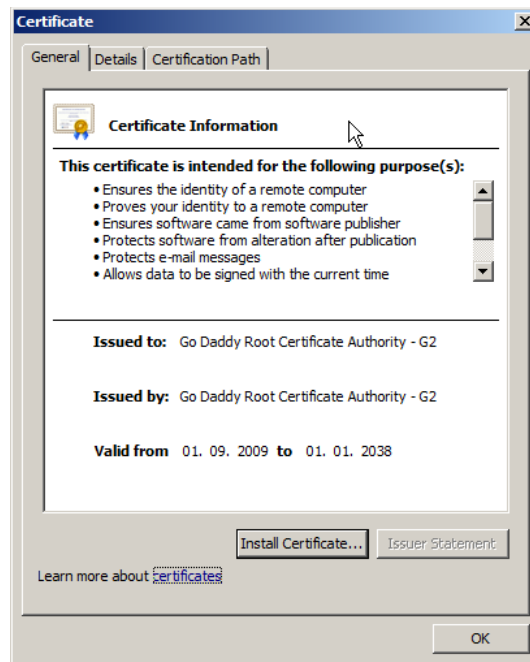 Certificate
General
Details
Certification Path
Certificate Information
This certificate is intended for the following purpose(s):
• Ensures the identity of a remote computer
• Proves your identity to a remote computer
• Ensures software came from software publisher
• Protects software from alteration after publication
• Protects e-mail messages
• Allows data to be signed with the current time
Issued to: Go Daddy Root Certificate Authority - G2
Issued by: Go Daddy Root Certificate Authority - G2
Valid from 01. 09. 2009 to 01. 01. 2038
Install Certificate...
Issuer Statement
Learn more about certificates
OK